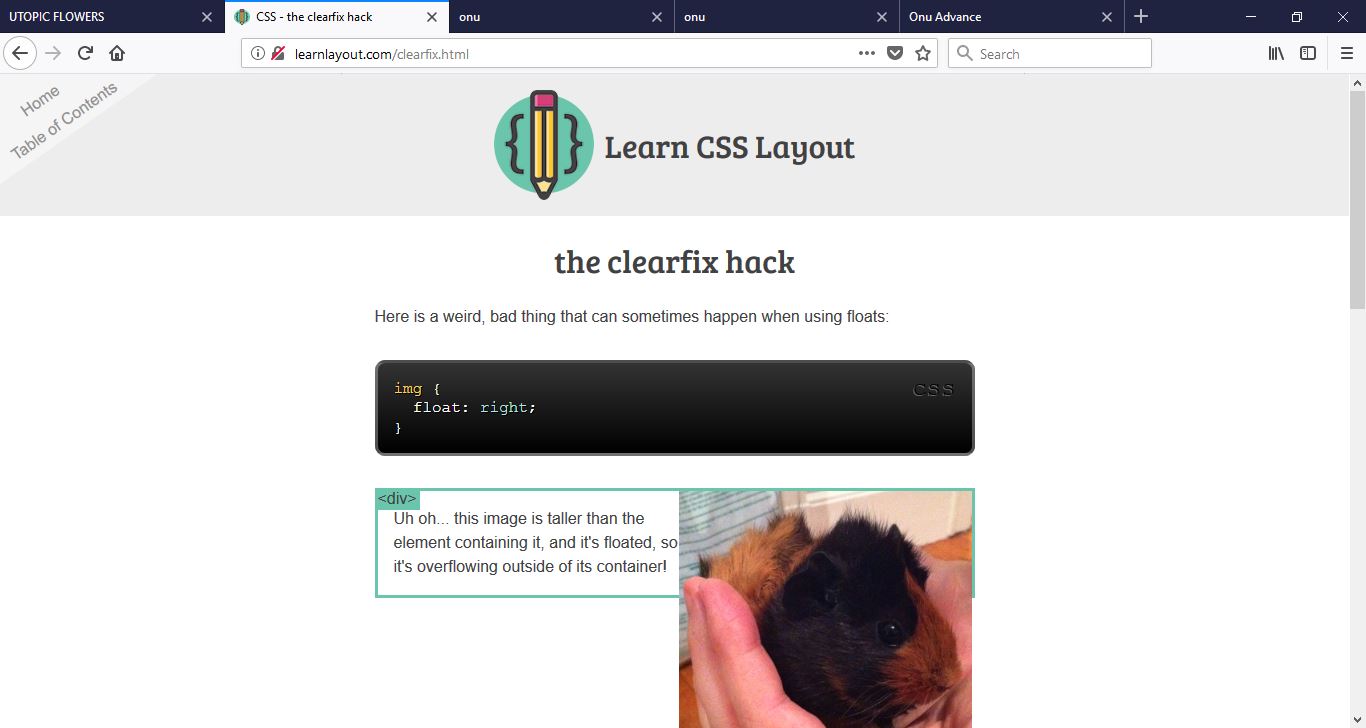 UTOPIC FLOWERS
CSS - the clearfix hack
onu
onu
Onu Advance
learnlayout.com/clearfix.html
Search
Home
Table of Contents
{ }
Learn CSS Layout
the clearfix hack
Here is a weird, bad thing that can sometimes happen when using floats:
CSS
img {
float: right;
}
<div>
Uh oh... this image is taller than the
element containing it, and it's floated, so
it's overflowing outside of its container!